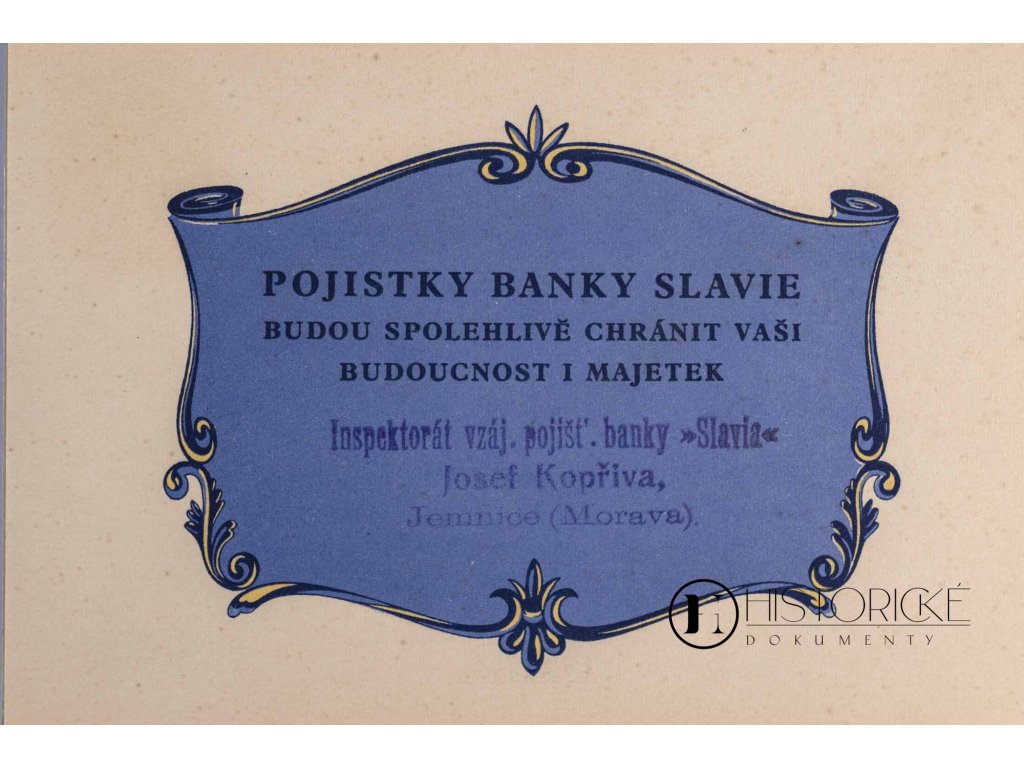 POJISTKY BANKY SLAVIE
BUDOU SPOLEHLIVĚ CHRÁNIT VAŠI
BUDOUCNOST I MAJETEK
Inspektorát vzáj. pojišť. banky »Slavia«
Josef Kopřiva,
Jemnice (Morava).
HISTORICKÉ
DOKUMENTY